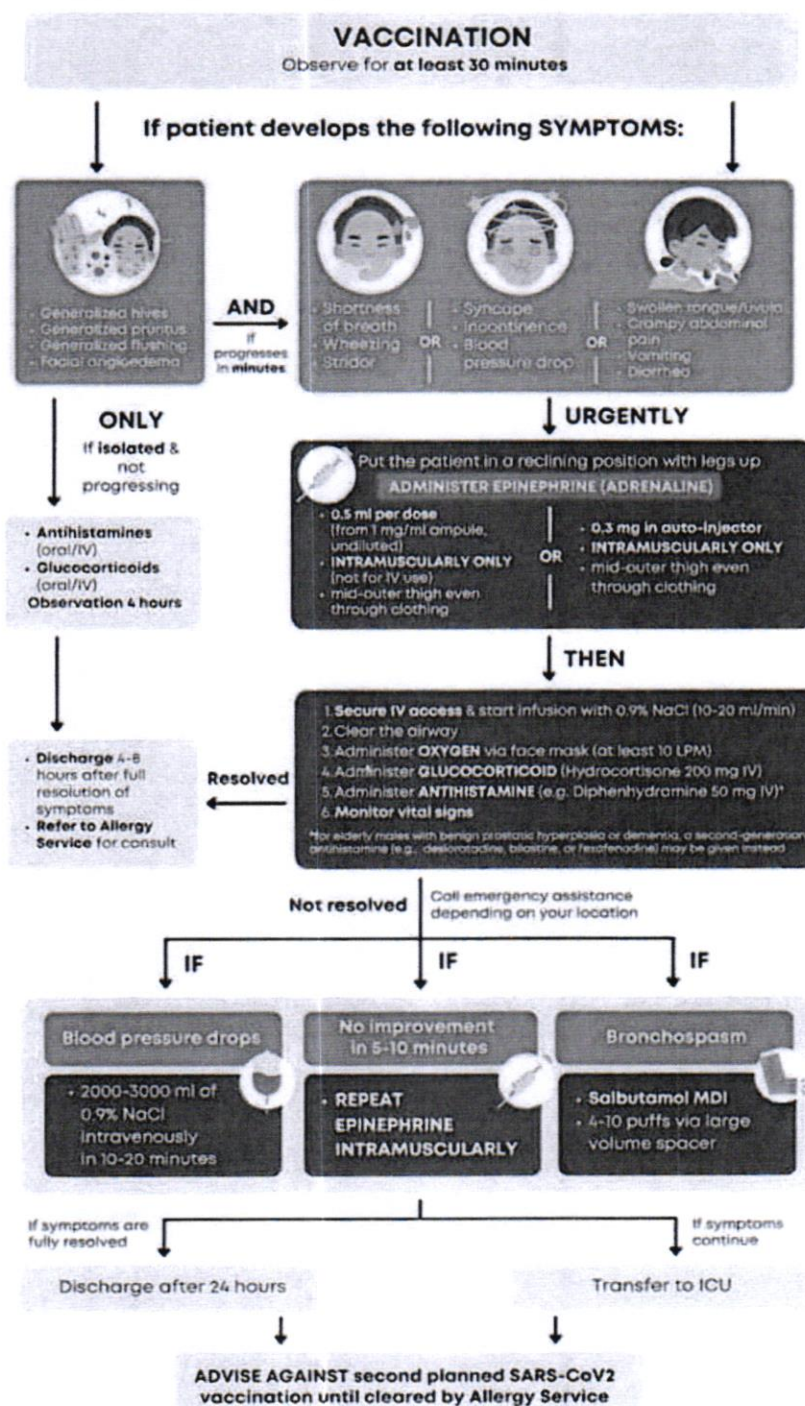 VACCINATION
Observe for at least 30 minutes
If patient develops the following SYMPTOMS:
• Generalized hives
• Generalized pruritus
• Generalized flushing
• Facial angioedema
AND
If
progresses
in minutes
• Shortness
of breath
• Wheezing
• Stridor
OR
• Syncope
• Incontinence
• Blood
pressure drop
OR
• Swollen tongue/uvula
• Crampy abdominal
pain
• Vomiting
• Diarrhea
ONLY
If isolated &
not
progressing
URGENTLY
Put the patient in a reclining position with legs up
ADMINISTER EPINEPHRINE (ADRENALINE)
• 0.5 ml per dose
(from 1 mg/ml ampule,
undiluted)
• INTRAMUSCULARLY ONLY
(not for IV use)
• mid-outer thigh even
through clothing
OR
• 0.3 mg in auto-injector
• INTRAMUSCULARLY ONLY
• mid-outer thigh even
through clothing
• Antihistamines
(oral/IV)
• Glucocorticoids
(oral/IV)
Observation 4 hours
THEN
1. Secure IV access & start infusion with 0.9% NaCl (10-20 ml/min)
2. Clear the airway
3. Administer OXYGEN via face mask (at least 10 LPM)
4. Administer GLUCOCORTICOID (Hydrocortisone 200 mg IV)
5. Administer ANTIHISTAMINE (e.g. Diphenhydramine 50 mg IV)*
6. Monitor vital signs
*for elderly males with benign prostatic hyperplasia or dementia, a second-generation
antihistamine (e.g., desloratadine, bilastine, or fexofenadine) may be given instead
Resolved
• Discharge 4-8
hours after full
resolution of
symptoms
• Refer to Allergy
Service for consult
Not resolved
Call emergency assistance
depending on your location
IF
IF
IF
Blood pressure drops
• 2000-3000 ml of
0.9% NaCl
intravenously
in 10-20 minutes
No improvement
in 5-10 minutes
• REPEAT
EPINEPHRINE
INTRAMUSCULARLY
Bronchospasm
• Salbutamol MDI
• 4-10 puffs via large
volume spacer
If symptoms are
fully resolved
If symptoms
continue
Discharge after 24 hours
Transfer to ICU
ADVISE AGAINST second planned SARS-CoV2
vaccination until cleared by Allergy Service